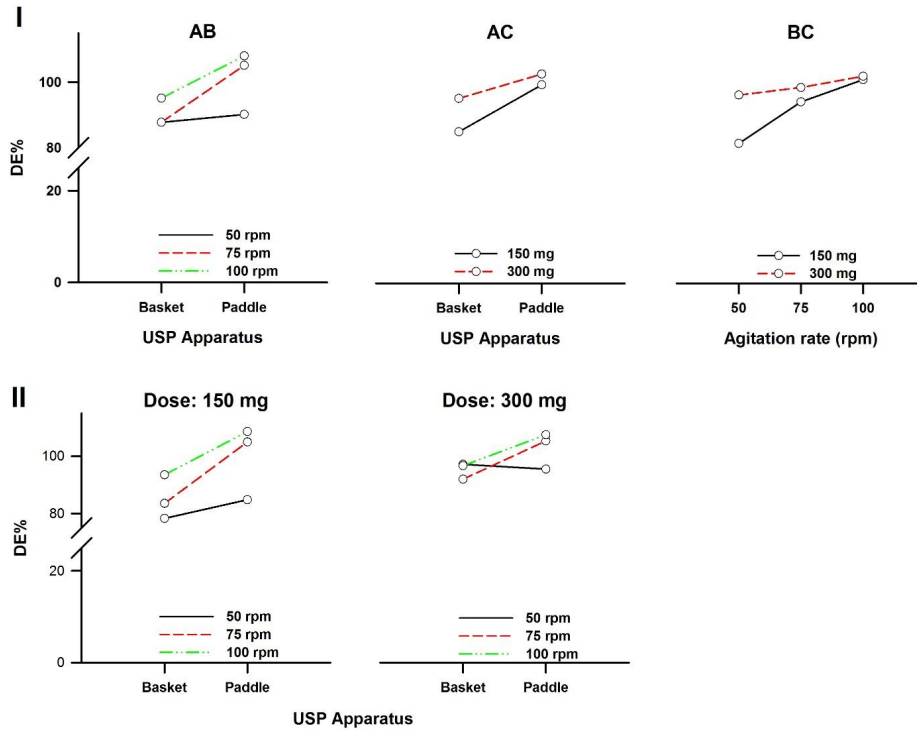 I
AB
AC
BC
100
80
20
0
DE%
50 rpm
75 rpm
100 rpm
Basket
Paddle
USP Apparatus
150 mg
300 mg
Basket
Paddle
USP Apparatus
150 mg
300 mg
50
75
100
Agitation rate (rpm)
II
Dose: 150 mg
Dose: 300 mg
100
80
20
0
DE%
50 rpm
75 rpm
100 rpm
Basket
Paddle
50 rpm
75 rpm
100 rpm
Basket
Paddle
USP Apparatus